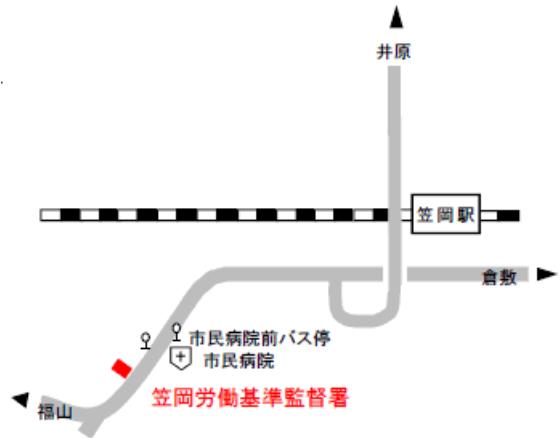 井原
笠岡駅
倉敷
市民病院前バス停
市民病院
笠岡労働基準監督署
福山